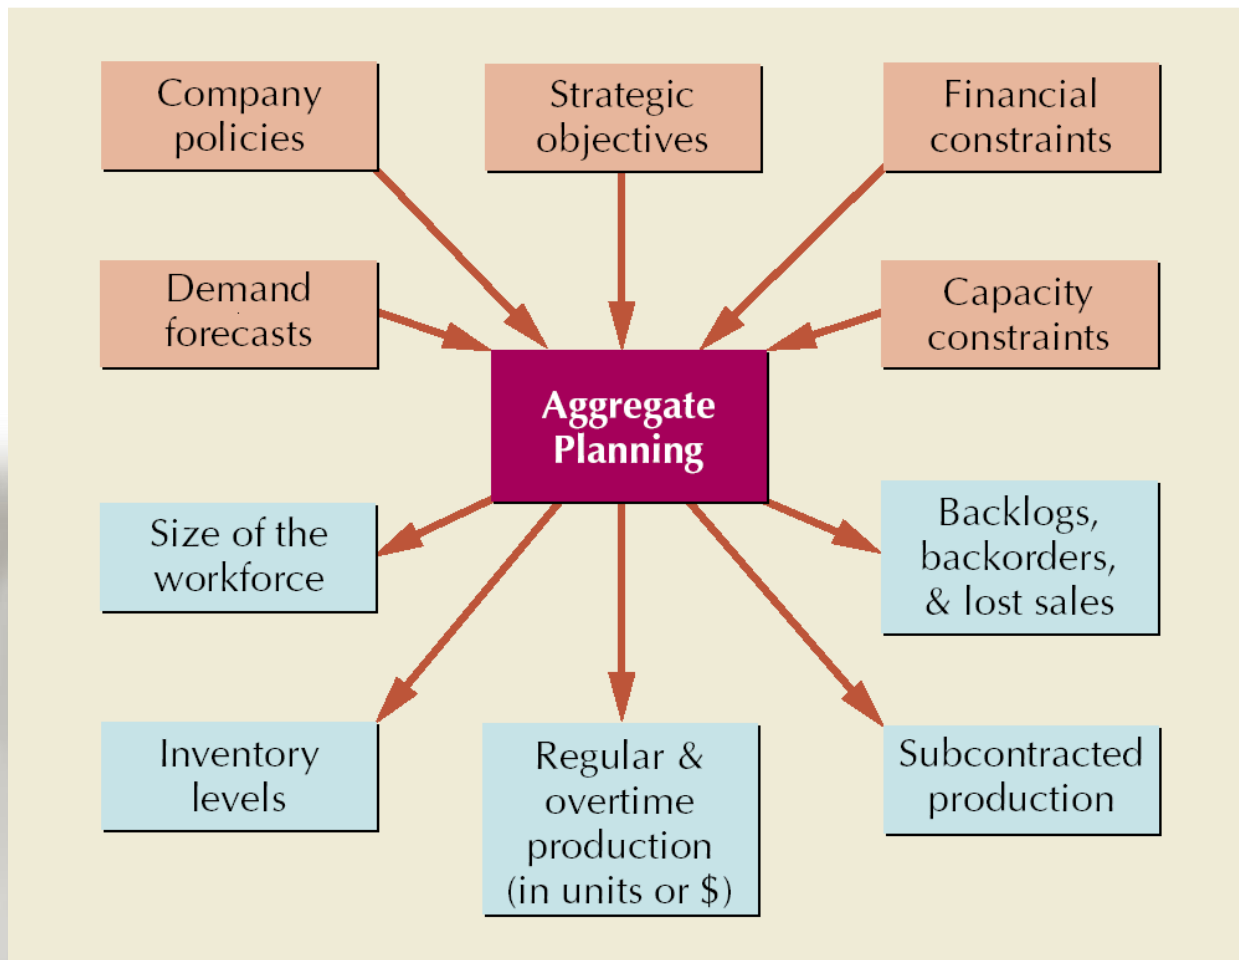 Company
policies
Strategic
objectives
Financial
constraints
Demand
forecasts
Capacity
constraints
Aggregate
Planning
Size of the
workforce
Backlogs,
backorders,
& lost sales
Inventory
levels
Regular &
overtime
production
(in units or $)
Subcontracted
production